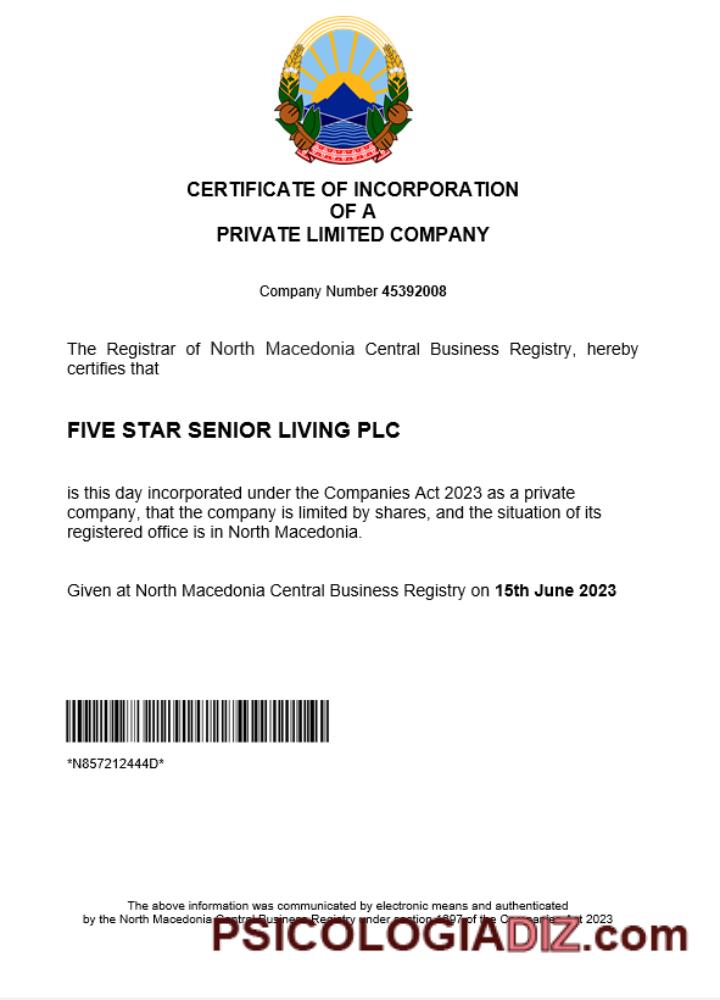 CERTIFICATE OF INCORPORATION
OF A
PRIVATE LIMITED COMPANY
Company Number 45392008
The Registrar of North Macedonia Central Business Registry, hereby
certifies that
FIVE STAR SENIOR LIVING PLC
is this day incorporated under the Companies Act 2023 as a private
company, that the company is limited by shares, and the situation of its
registered office is in North Macedonia.
Given at North Macedonia Central Business Registry on 15th June 2023
*N857212444D*
The above information was communicated by electronic means and authenticated
by the North Macedonia Central Business Registry under section of the Companies Act 2023
PSICOLOGIADIZ.com